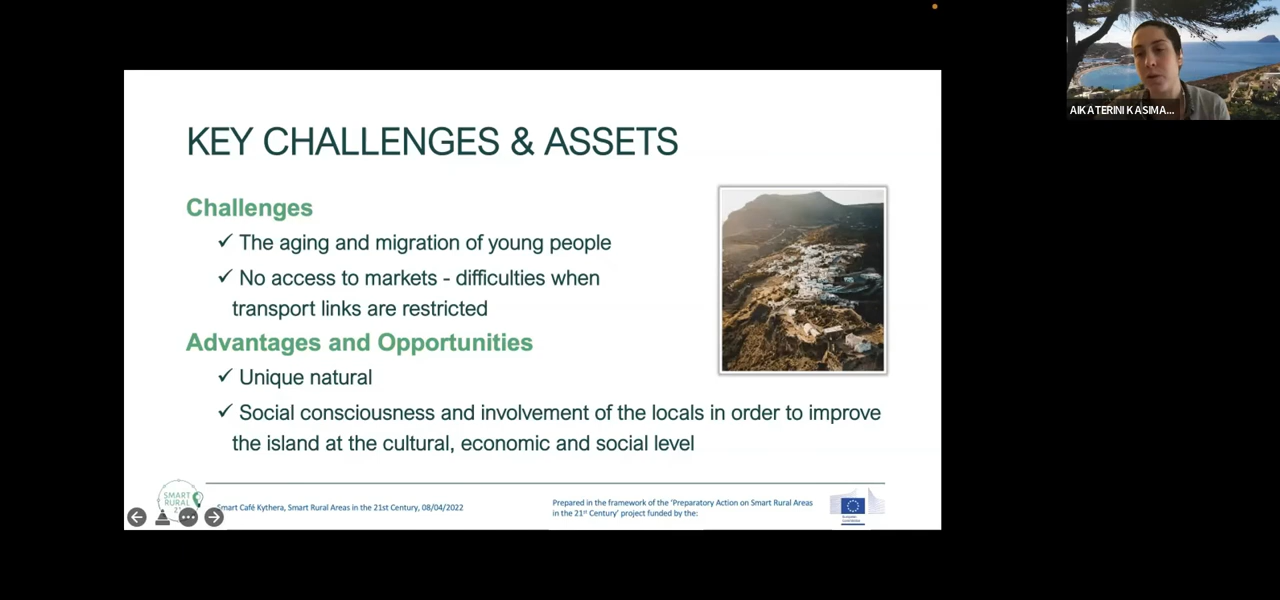 AIKATERINI KASIMA...
KEY CHALLENGES & ASSETS
Challenges
✓ The aging and migration of young people
✓ No access to markets - difficulties when
transport links are restricted
Advantages and Opportunities
✓ Unique natural
✓ Social consciousness and involvement of the locals in order to improve
the island at the cultural, economic and social level
SMART
RURAL
Smart Café Kythera, Smart Rural Areas in the 21st Century, 08/04/2022
Prepared in the framework of the 'Preparatory Action on Smart Rural Areas
in the 21st Century' project funded by the: